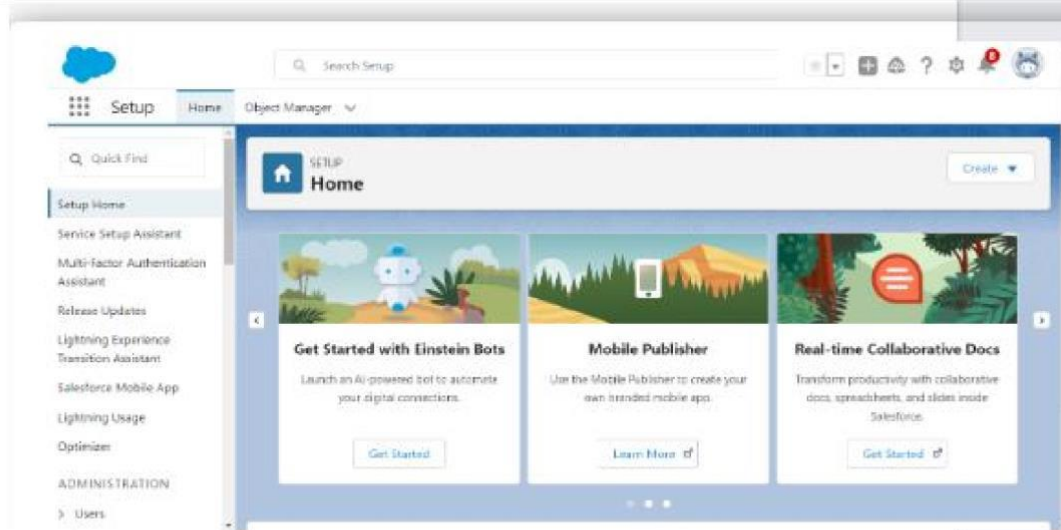 Search Setup
8
Setup
Home
Object Manager
Quick Find
SETUP
Home
Create
Setup Home
Service Setup Assistant
Multi-Factor Authentication
Assistant
Release Updates
Lightning Experience
Transition Assistant
Salesforce Mobile App
Lightning Usage
Optimizer
ADMINISTRATION
Users
Get Started with Einstein Bots
Launch an AI-powered bot to automate
your digital connections.
Get Started
Mobile Publisher
Use the Mobile Publisher to create your
own branded mobile app.
Learn More
Real-time Collaborative Docs
Transform productivity with collaborative
docs, spreadsheets, and slides inside
Salesforce.
Get Started